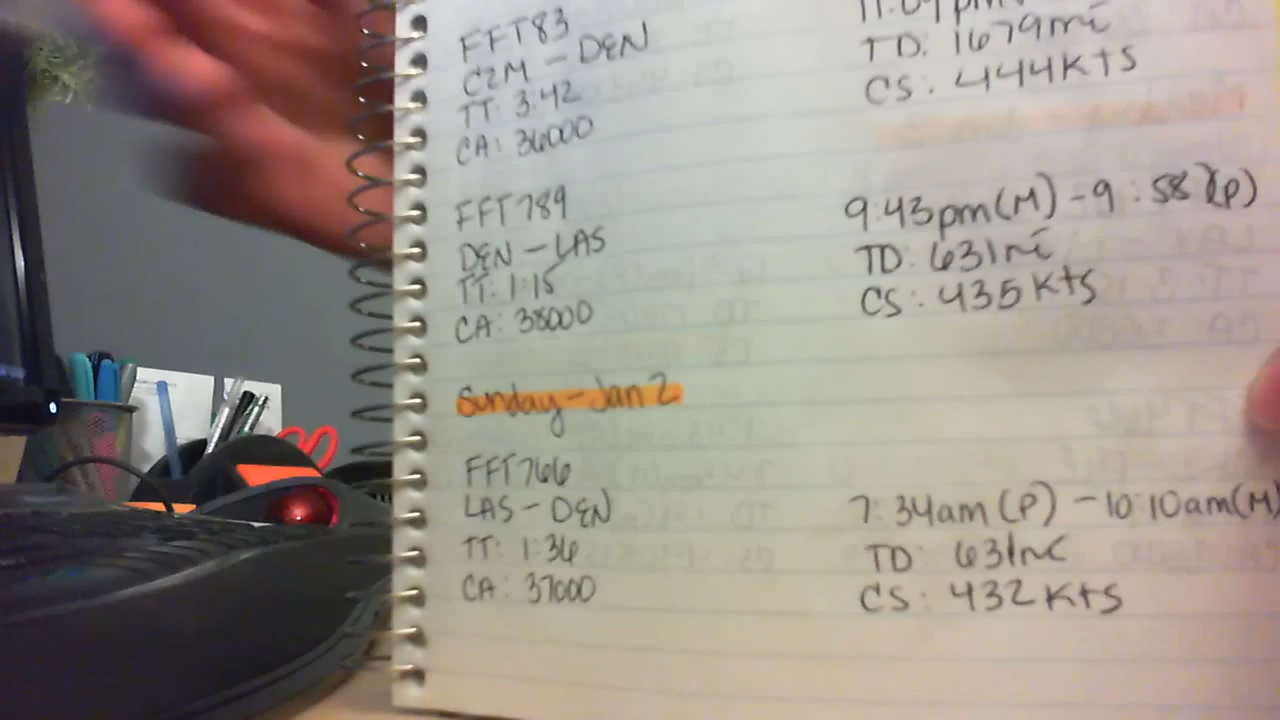 FFT83
CZM - DEN
TT: 3:42
CA: 36000
TD: 1679mi
CS: 444Kts
FFT789
DEN - LAS
TT: 1:15
CA: 38000
9:43pm(M) - 9:58 (P)
TD: 631mi
CS: 435Kts
Sunday - Jan 2
FFT766
LAS - DEN
TT: 1:36
CA: 37000
7:34am (P) - 10:10am(M)
TD: 631mi
CS: 432Kts